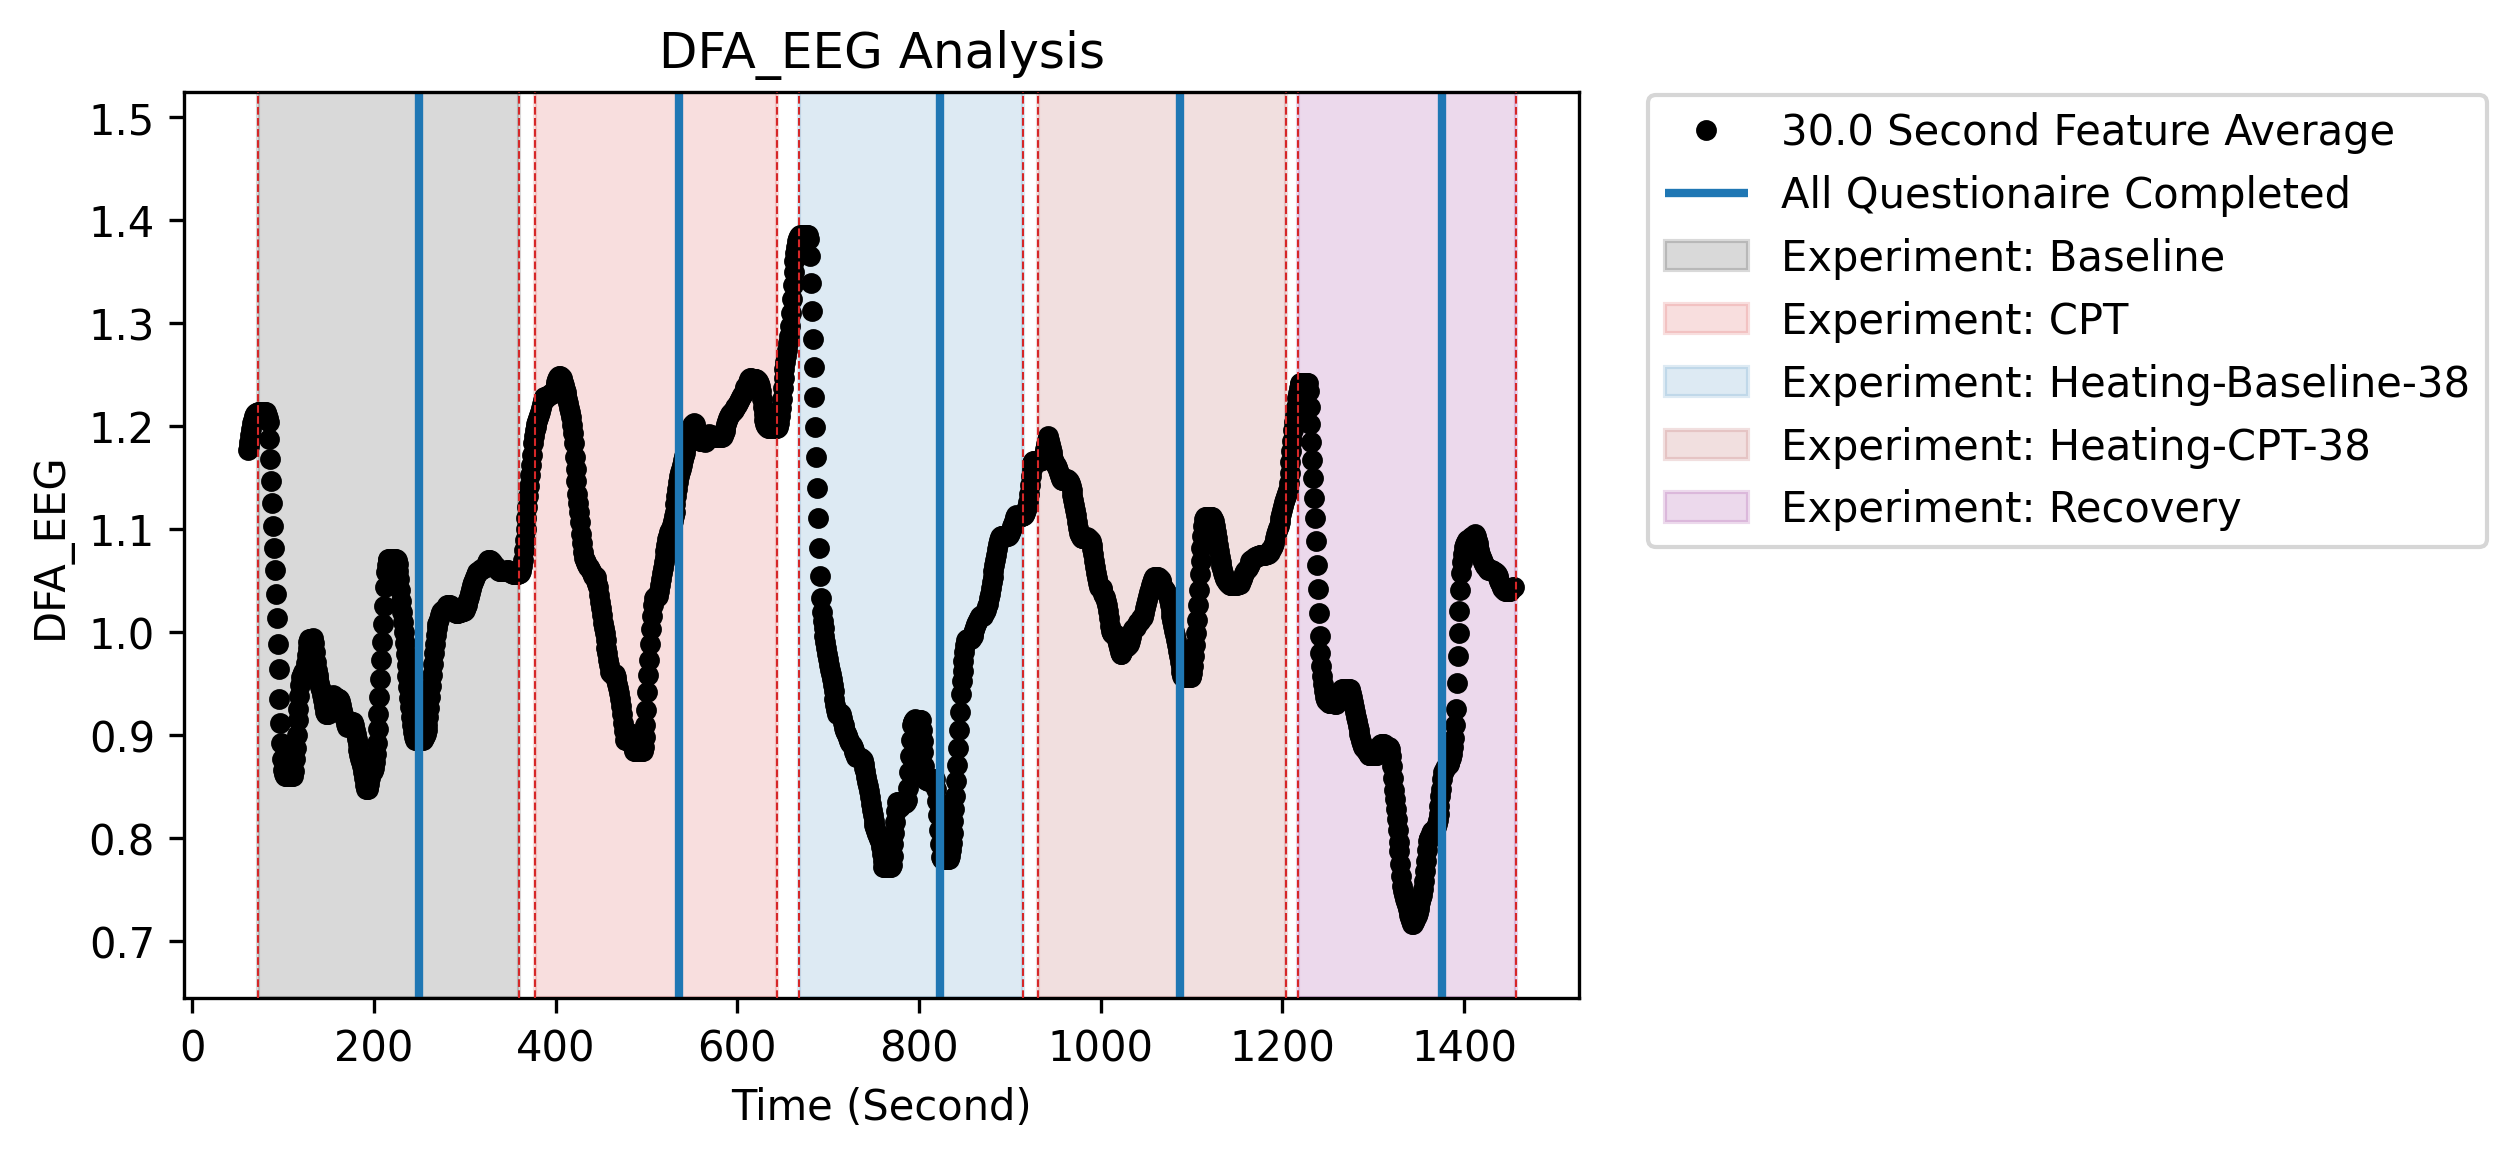 DFA_EEG Analysis
1.5
1.4
1.3
1.2
1.1
1.0
0.9
0.8
0.7
DFA_EEG
0 200 400 600 800 1000 1200 1400
Time (Second)
30.0 Second Feature Average
All Questionaire Completed
Experiment: Baseline
Experiment: CPT
Experiment: Heating-Baseline-38
Experiment: Heating-CPT-38
Experiment: Recovery